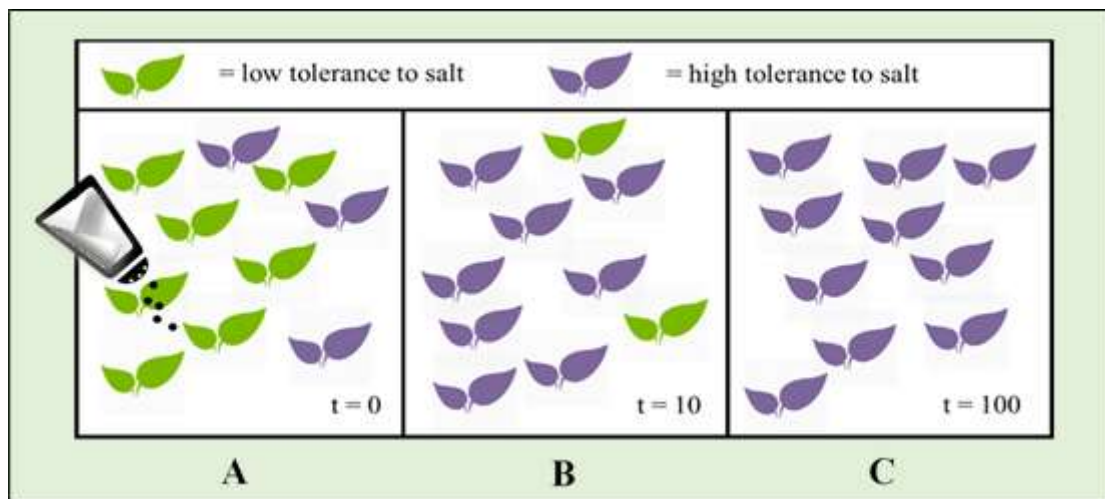 = low tolerance to salt
= high tolerance to salt
t = 0
t = 10
t = 100
A
B
C